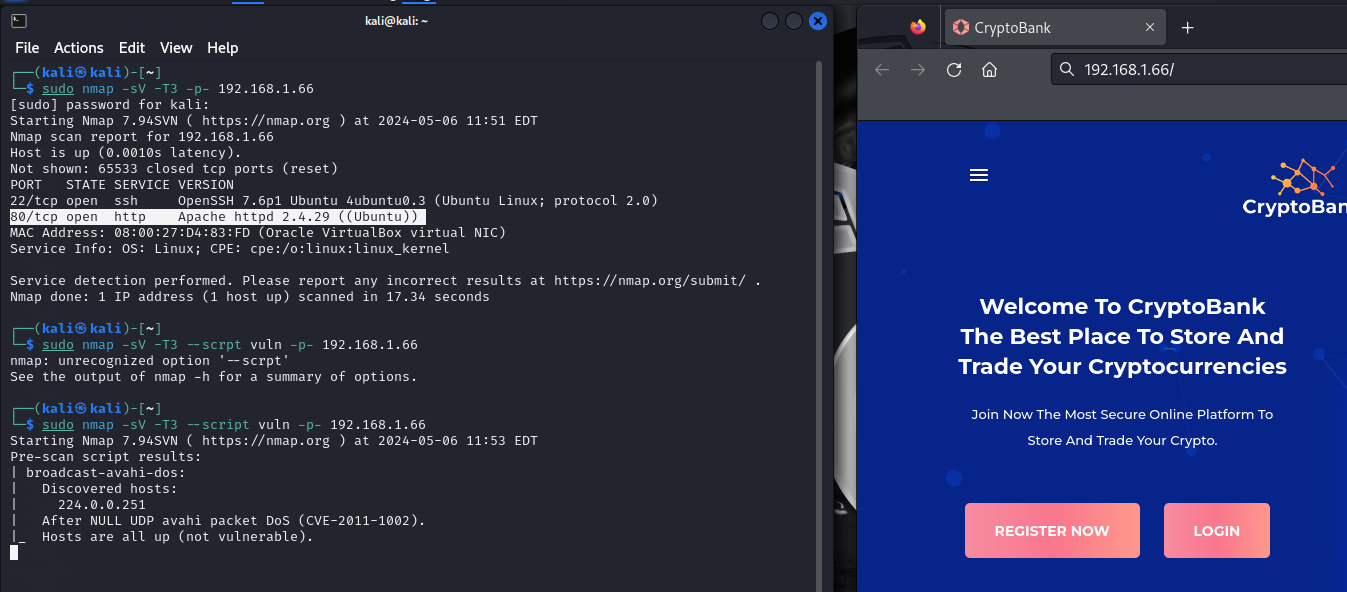 kali@kali: ~
File Actions Edit View Help
┌──(kali㉿kali)-[~]
└─$ sudo nmap -sV -T3 -p- 192.168.1.66
[sudo] password for kali:
Starting Nmap 7.94SVN ( https://nmap.org ) at 2024-05-06 11:51 EDT
Nmap scan report for 192.168.1.66
Host is up (0.0010s latency).
Not shown: 65533 closed tcp ports (reset)
PORT   STATE SERVICE VERSION
22/tcp open  ssh     OpenSSH 7.6p1 Ubuntu 4ubuntu0.3 (Ubuntu Linux; protocol 2.0)
80/tcp open  http    Apache httpd 2.4.29 ((Ubuntu))
MAC Address: 08:00:27:D4:83:FD (Oracle VirtualBox virtual NIC)
Service Info: OS: Linux; CPE: cpe:/o:linux:linux_kernel
Service detection performed. Please report any incorrect results at https://nmap.org/submit/ .
Nmap done: 1 IP address (1 host up) scanned in 17.34 seconds
┌──(kali㉿kali)-[~]
└─$ sudo nmap -sV -T3 --scrpt vuln -p- 192.168.1.66
nmap: unrecognized option '--scrpt'
See the output of nmap -h for a summary of options.
┌──(kali㉿kali)-[~]
└─$ sudo nmap -sV -T3 --script vuln -p- 192.168.1.66
Starting Nmap 7.94SVN ( https://nmap.org ) at 2024-05-06 11:53 EDT
Pre-scan script results:
| broadcast-avahi-dos:
|   Discovered hosts:
|     224.0.0.251
|   After NULL UDP avahi packet DoS (CVE-2011-1002).
|_  Hosts are all up (not vulnerable).
CryptoBank
192.168.1.66/
CryptoBan
Welcome To CryptoBank
The Best Place To Store And
Trade Your Cryptocurrencies
Join Now The Most Secure Online Platform To
Store And Trade Your Crypto.
REGISTER NOW
LOGIN